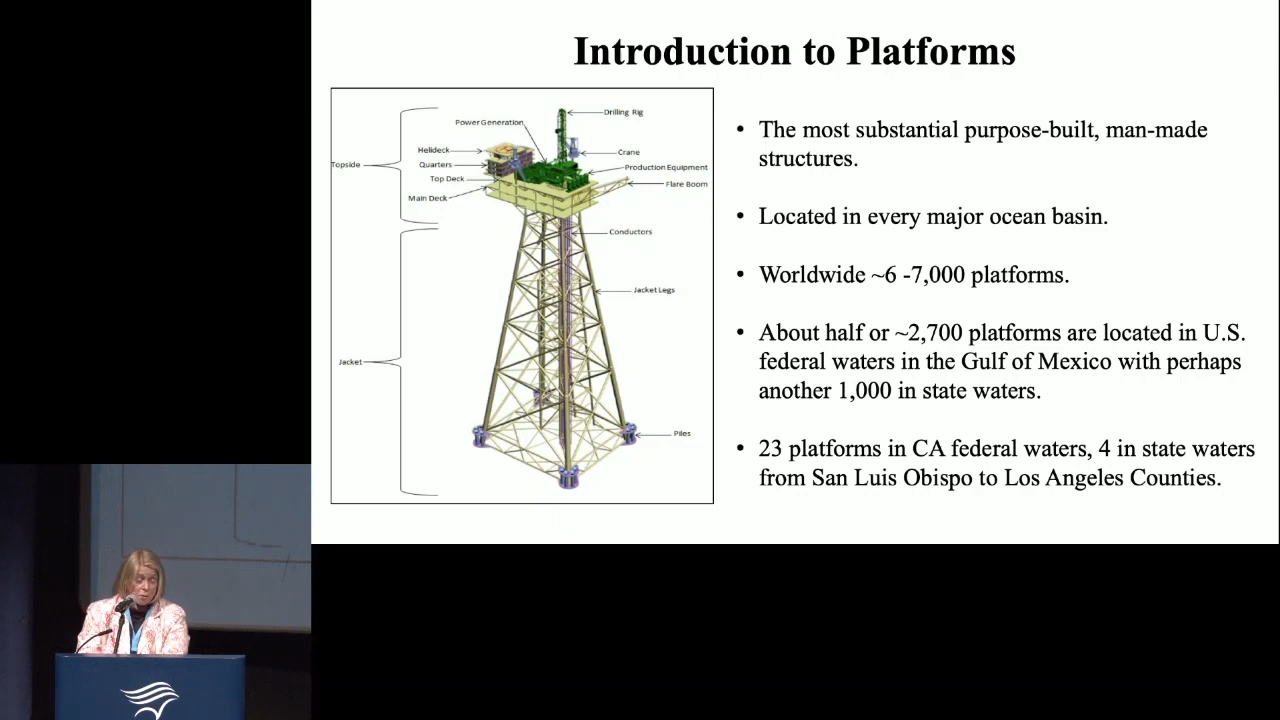 Introduction to Platforms
Drilling Rig
Power Generation
Helideck
Crane
Topside
Quarters
Production Equipment
Top Deck
Flare Boom
Main Deck
Conductors
Jacket Legs
Jacket
Piles
• The most substantial purpose-built, man-made
structures.
• Located in every major ocean basin.
• Worldwide ~6 -7,000 platforms.
• About half or ~2,700 platforms are located in U.S.
federal waters in the Gulf of Mexico with perhaps
another 1,000 in state waters.
• 23 platforms in CA federal waters, 4 in state waters
from San Luis Obispo to Los Angeles Counties.